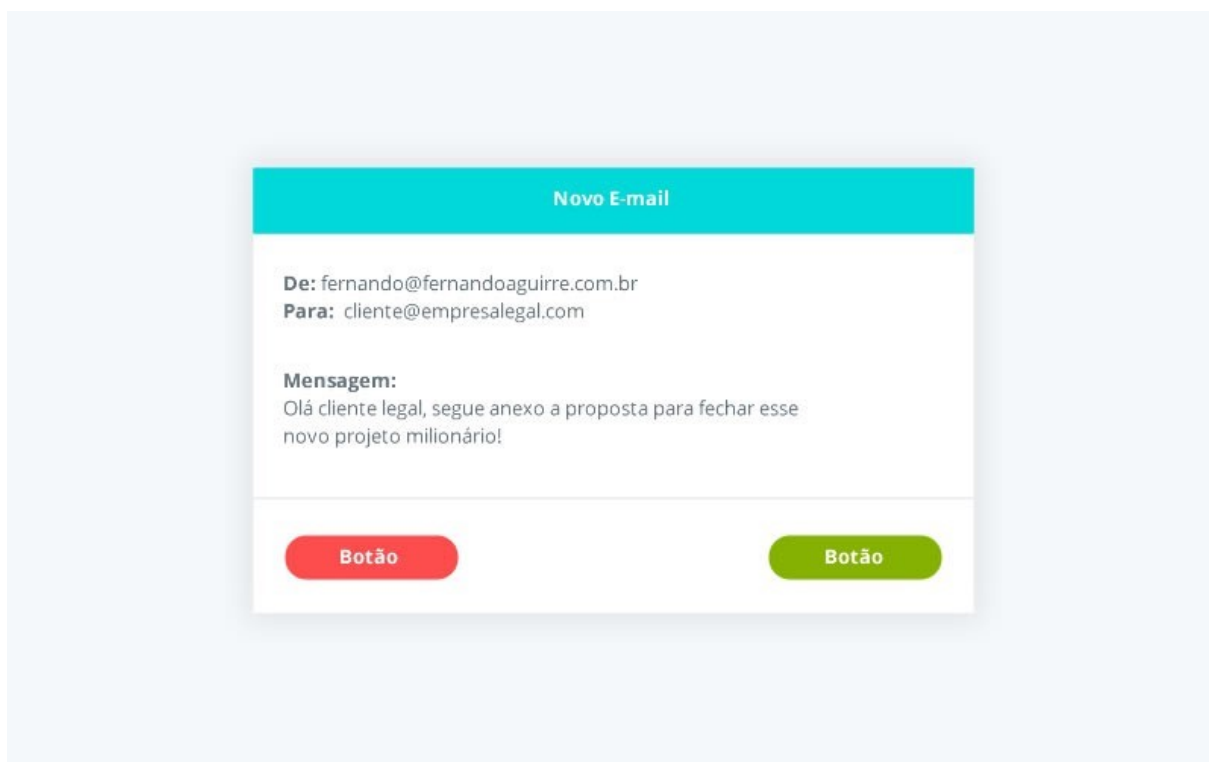 Novo E-mail
De: fernando@fernandoaguirre.com.br
Para: cliente@empresalegal.com
Mensagem:
Olá cliente legal, segue anexo a proposta para fechar esse
novo projeto milionário!
Botão
Botão